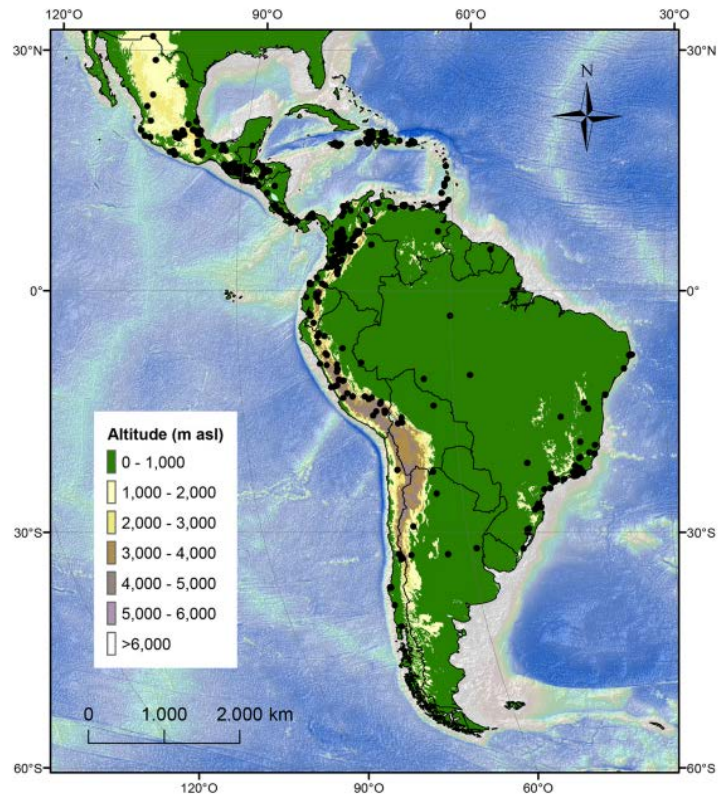 120°O 90°O 60°O 30°O
30°N 30°N
N
0° 0°
Altitude (m asl)
0 - 1,000
1,000 - 2,000
2,000 - 3,000
3,000 - 4,000
4,000 - 5,000
5,000 - 6,000
>6,000
30°S 30°S
0 1.000 2.000 km
60°S 60°S
120°O 90°O 60°O